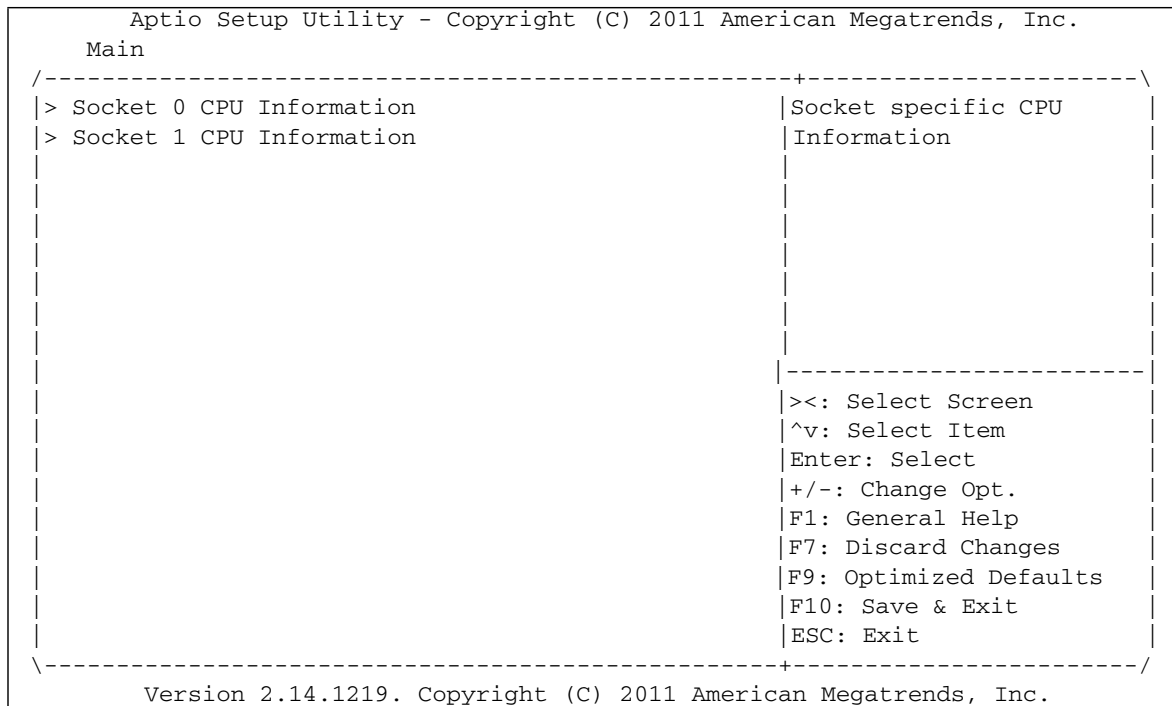 Aptio Setup Utility - Copyright (C) 2011 American Megatrends, Inc.
Main
/----------------------------------------------------+-----------------------\
|> Socket 0 CPU Information                         |Socket specific CPU    |
|> Socket 1 CPU Information                         |Information            |
|                                                   |                       |
|                                                   |                       |
|                                                   |                       |
|                                                   |                       |
|                                                   |                       |
|                                                   |                       |
|                                                   |                       |
|                                                   |-------------------------|
|                                                   |><: Select Screen      |
|                                                   |^v: Select Item        |
|                                                   |Enter: Select          |
|                                                   |+/-: Change Opt.       |
|                                                   |F1: General Help       |
|                                                   |F7: Discard Changes    |
|                                                   |F9: Optimized Defaults |
|                                                   |F10: Save & Exit       |
|                                                   |ESC: Exit              |
\---------------------------------------------------+------------------------/
Version 2.14.1219. Copyright (C) 2011 American Megatrends, Inc.